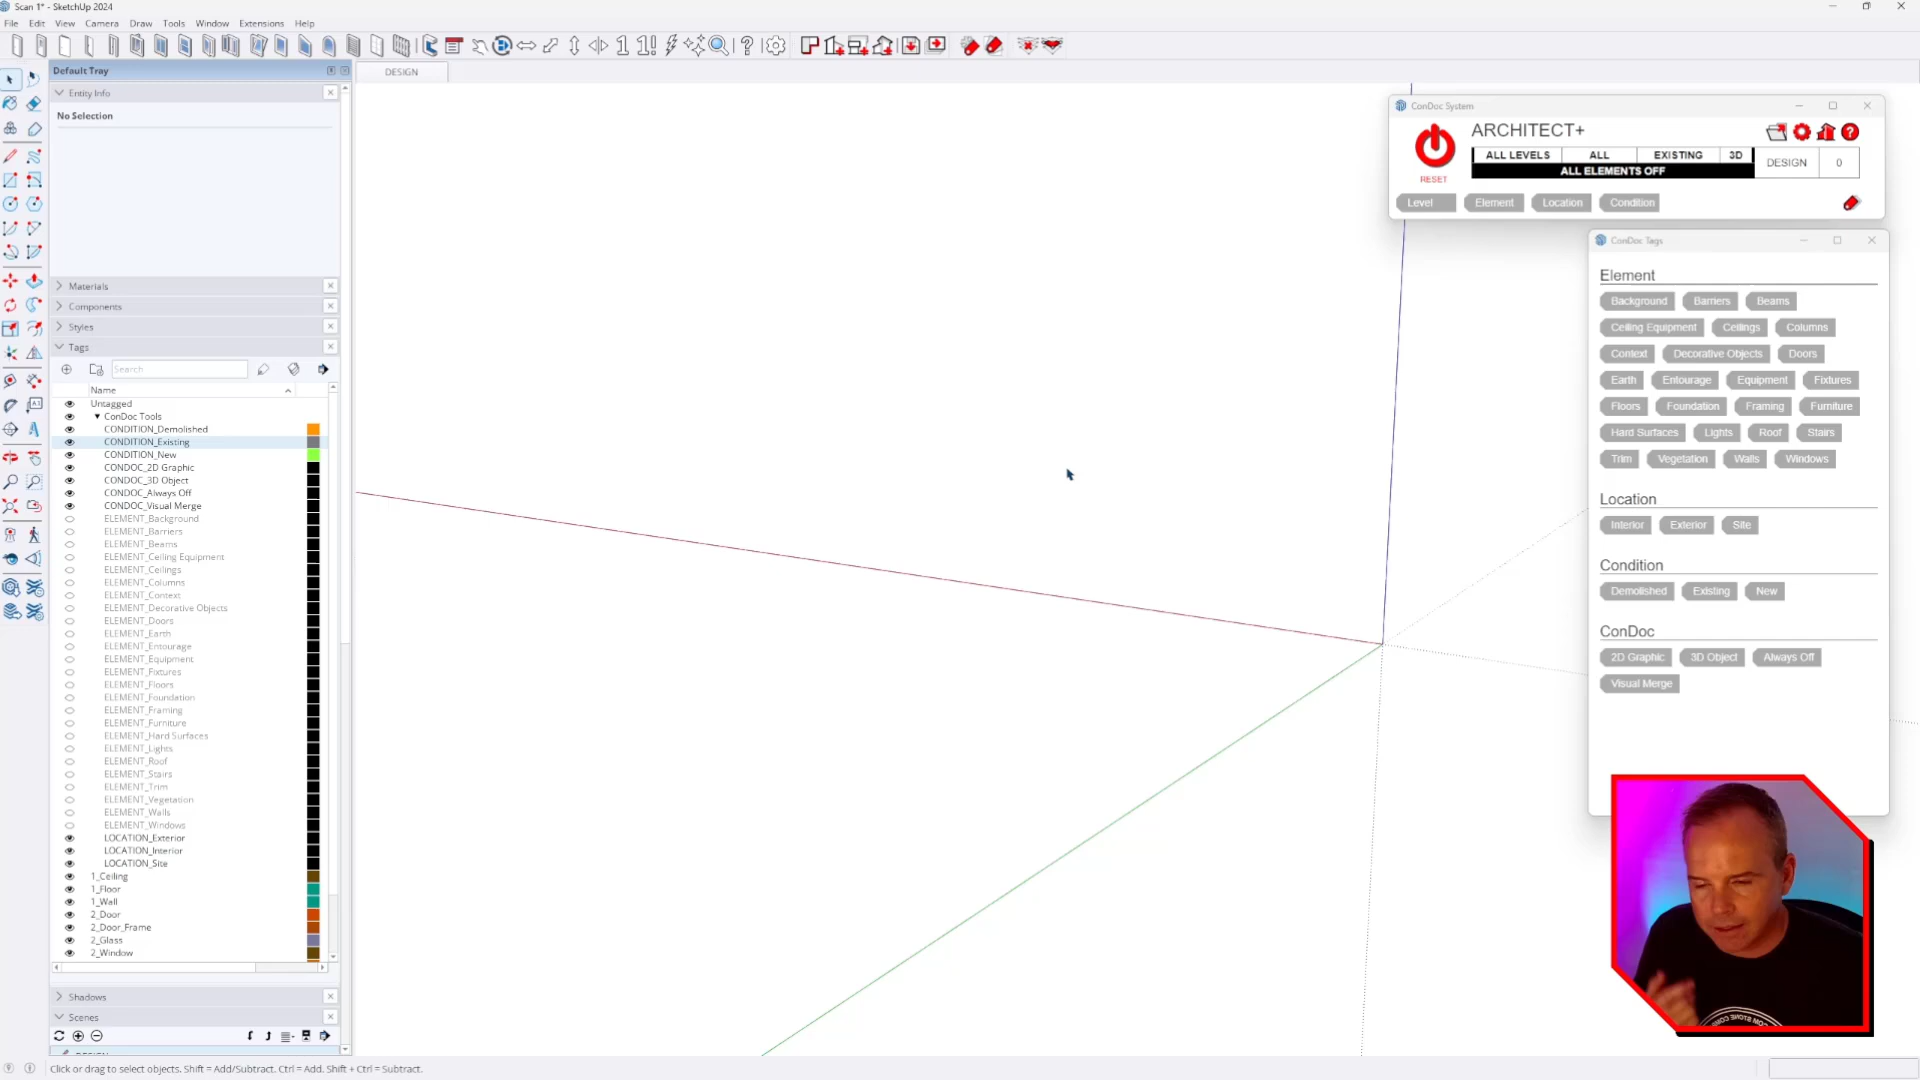 Scan 1* - SketchUp 2024
File Edit View Camera Draw Tools Window Extensions Help
Default Tray
DESIGN
Entity Info
No Selection
Materials
Components
Styles
Tags
Search
Name
Untagged
ConDoc Tools
CONDITION_Demolished
CONDITION_Existing
CONDITION_New
CONDOC_2D Graphic
CONDOC_3D Object
CONDOC_Always Off
CONDOC_Visual Merge
ELEMENT_Background
ELEMENT_Barriers
ELEMENT_Beams
ELEMENT_Ceiling Equipment
ELEMENT_Ceilings
ELEMENT_Columns
ELEMENT_Context
ELEMENT_Decorative Objects
ELEMENT_Doors
ELEMENT_Earth
ELEMENT_Entourage
ELEMENT_Equipment
ELEMENT_Fixtures
ELEMENT_Floors
ELEMENT_Foundation
ELEMENT_Framing
ELEMENT_Furniture
ELEMENT_Hard Surfaces
ELEMENT_Lights
ELEMENT_Roof
ELEMENT_Stairs
ELEMENT_Trim
ELEMENT_Vegetation
ELEMENT_Walls
ELEMENT_Windows
LOCATION_Exterior
LOCATION_Interior
LOCATION_Site
1_Ceiling
1_Floor
1_Wall
2_Door
2_Door_Frame
2_Glass
2_Window
Shadows
Scenes
Click or drag to select objects. Shift = Add/Subtract. Ctrl = Add. Shift + Ctrl = Subtract.
ConDoc System
ARCHITECT+
RESET
ALL LEVELS ALL EXISTING 3D
ALL ELEMENTS OFF
DESIGN 0
Level Element Location Condition
ConDoc Tags
Element
Background Barriers Beams
Ceiling Equipment Ceilings Columns
Context Decorative Objects Doors
Earth Entourage Equipment Fixtures
Floors Foundation Framing Furniture
Hard Surfaces Lights Roof Stairs
Trim Vegetation Walls Windows
Location
Interior Exterior Site
Condition
Demolished Existing New
ConDoc
2D Graphic 3D Object Always Off
Visual Merge